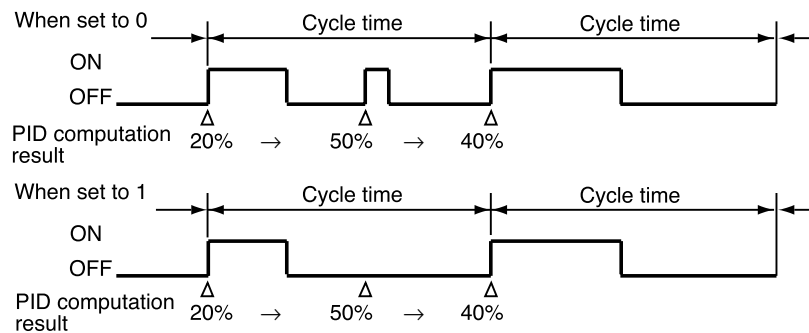 When set to 0
Cycle time
Cycle time
ON
OFF
PID computation
result
20% → 50% → 40%
When set to 1
Cycle time
Cycle time
ON
OFF
PID computation
result
20% → 50% → 40%